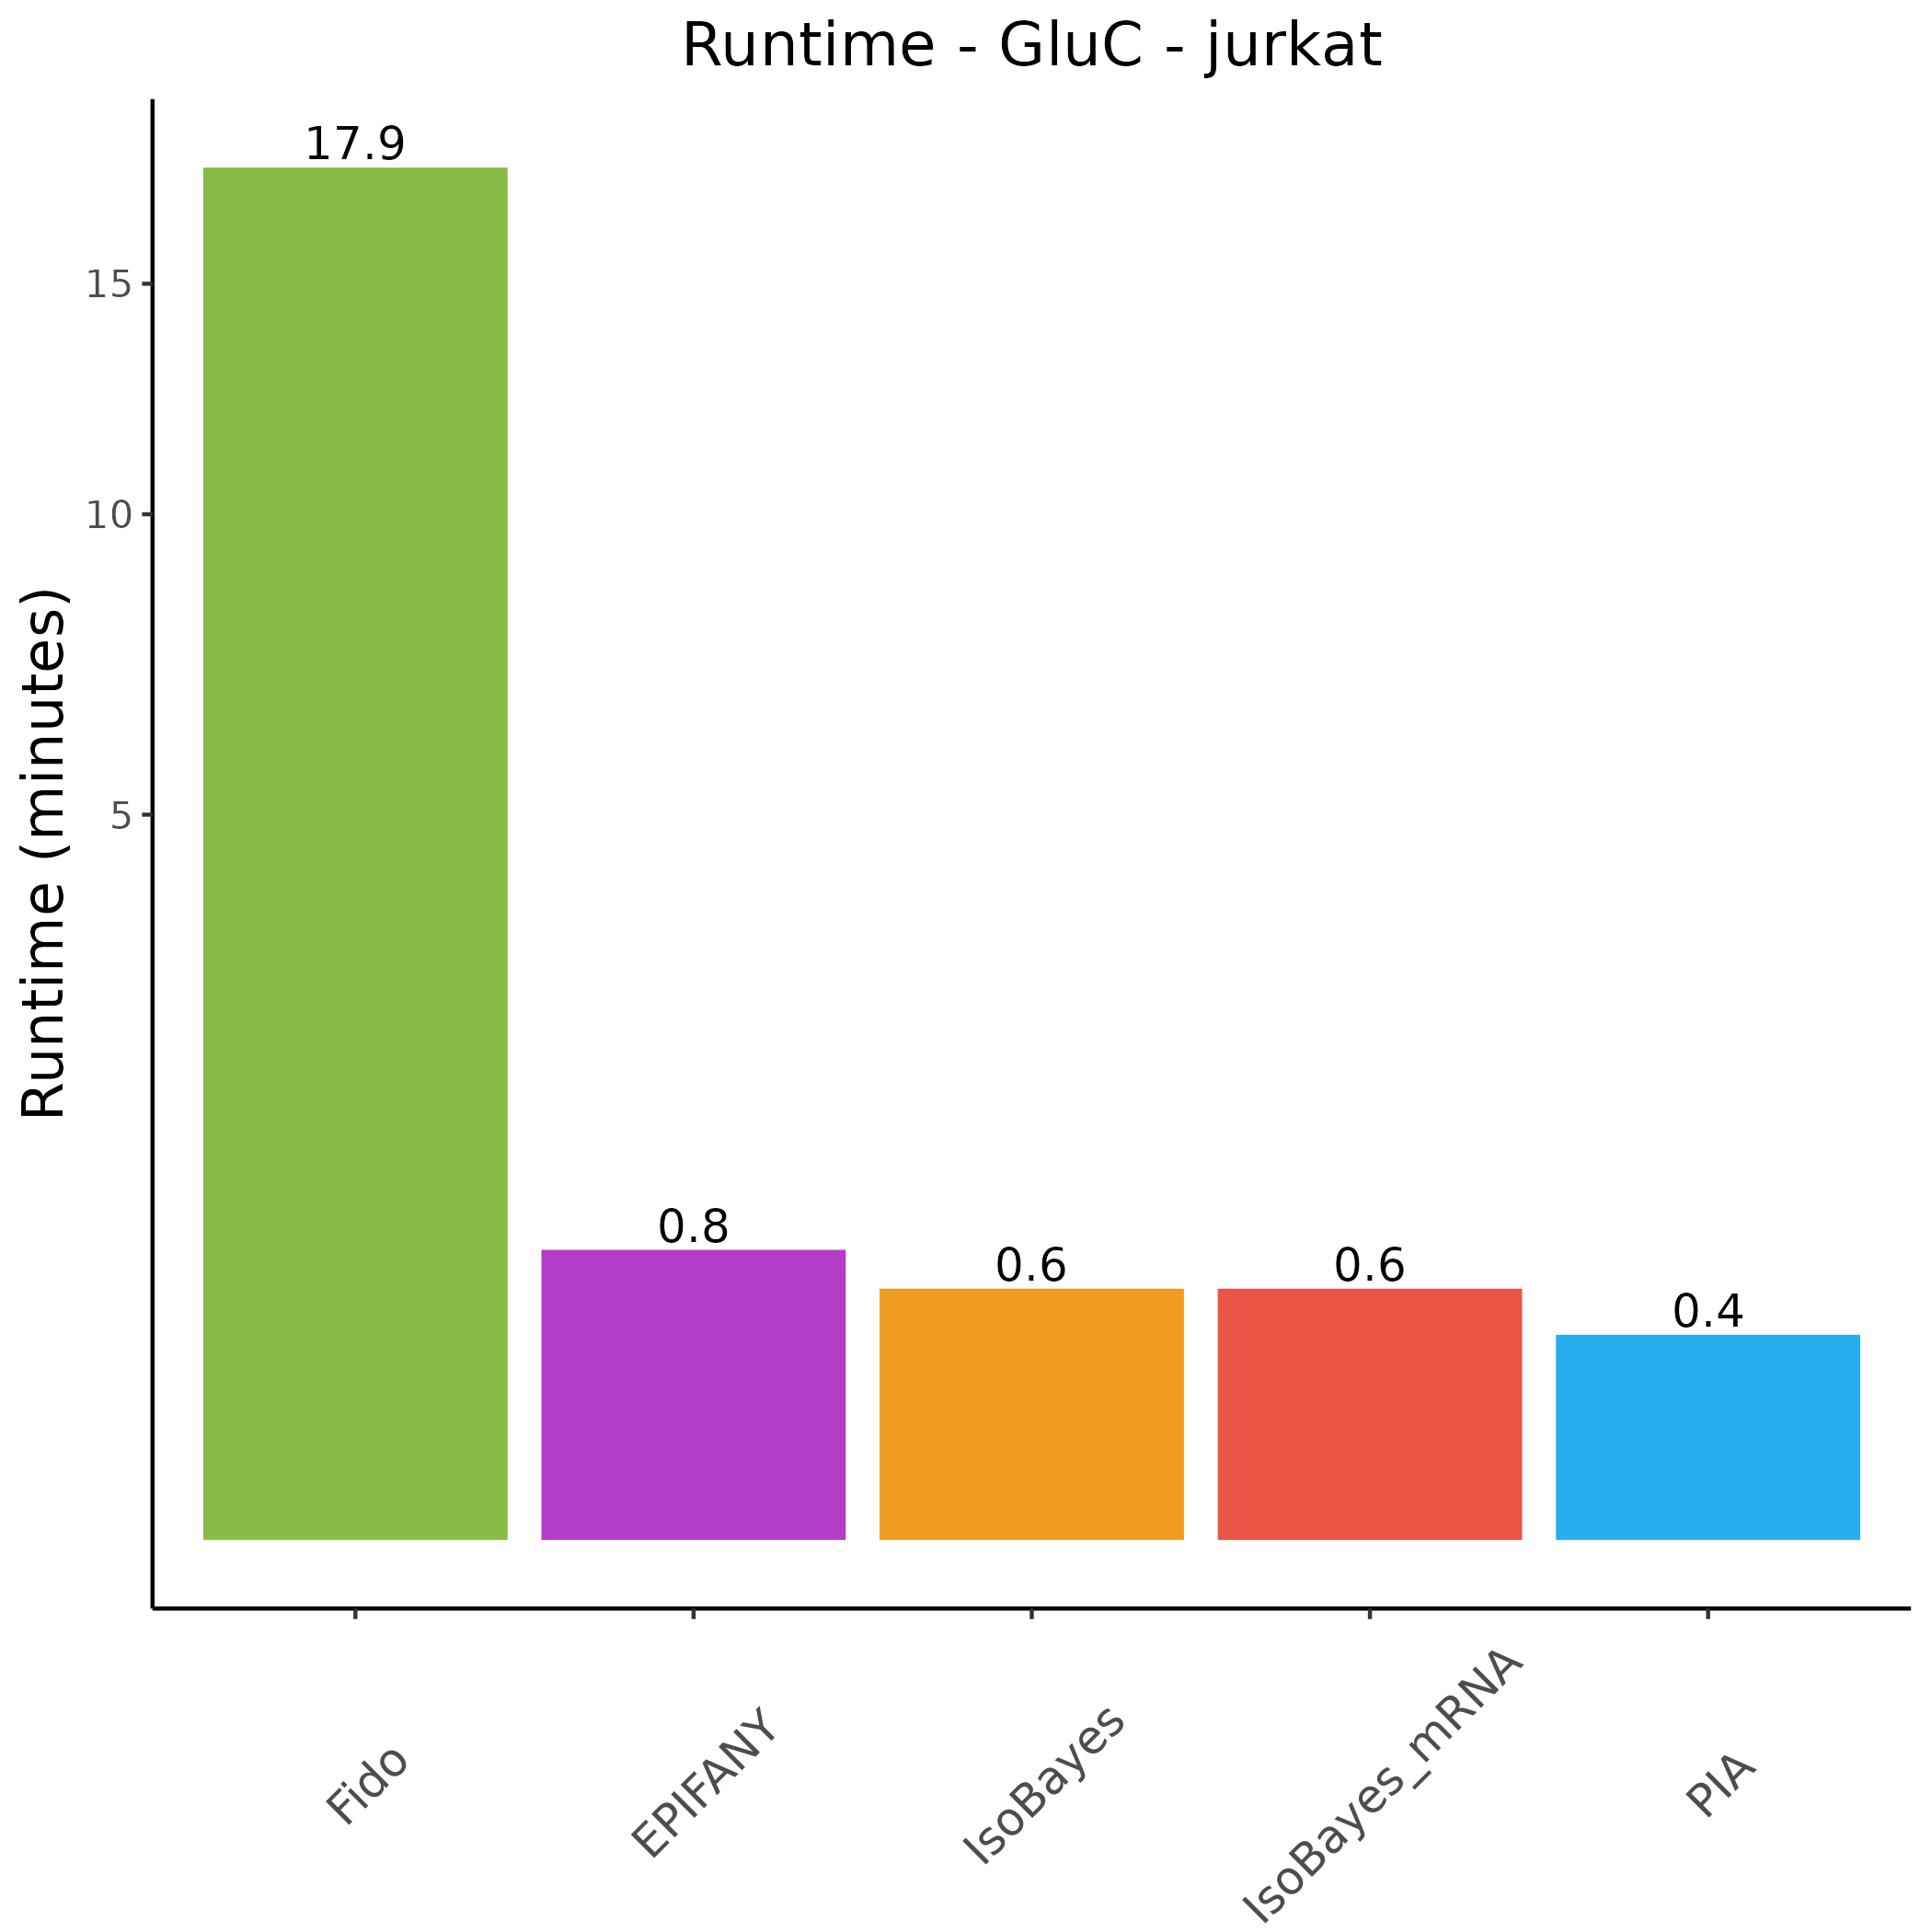 Runtime - GluC - jurkat
Runtime (minutes)
15
10
5
17.9
0.8
0.6
0.6
0.4
Fido
EPIFANY
IsoBayes
IsoBayes_mRNA
PIA